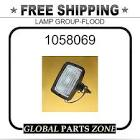 FREE SHIPPING
LAMP GROUP-FLOOD
1058069
GLOBAL PARTS ZONE